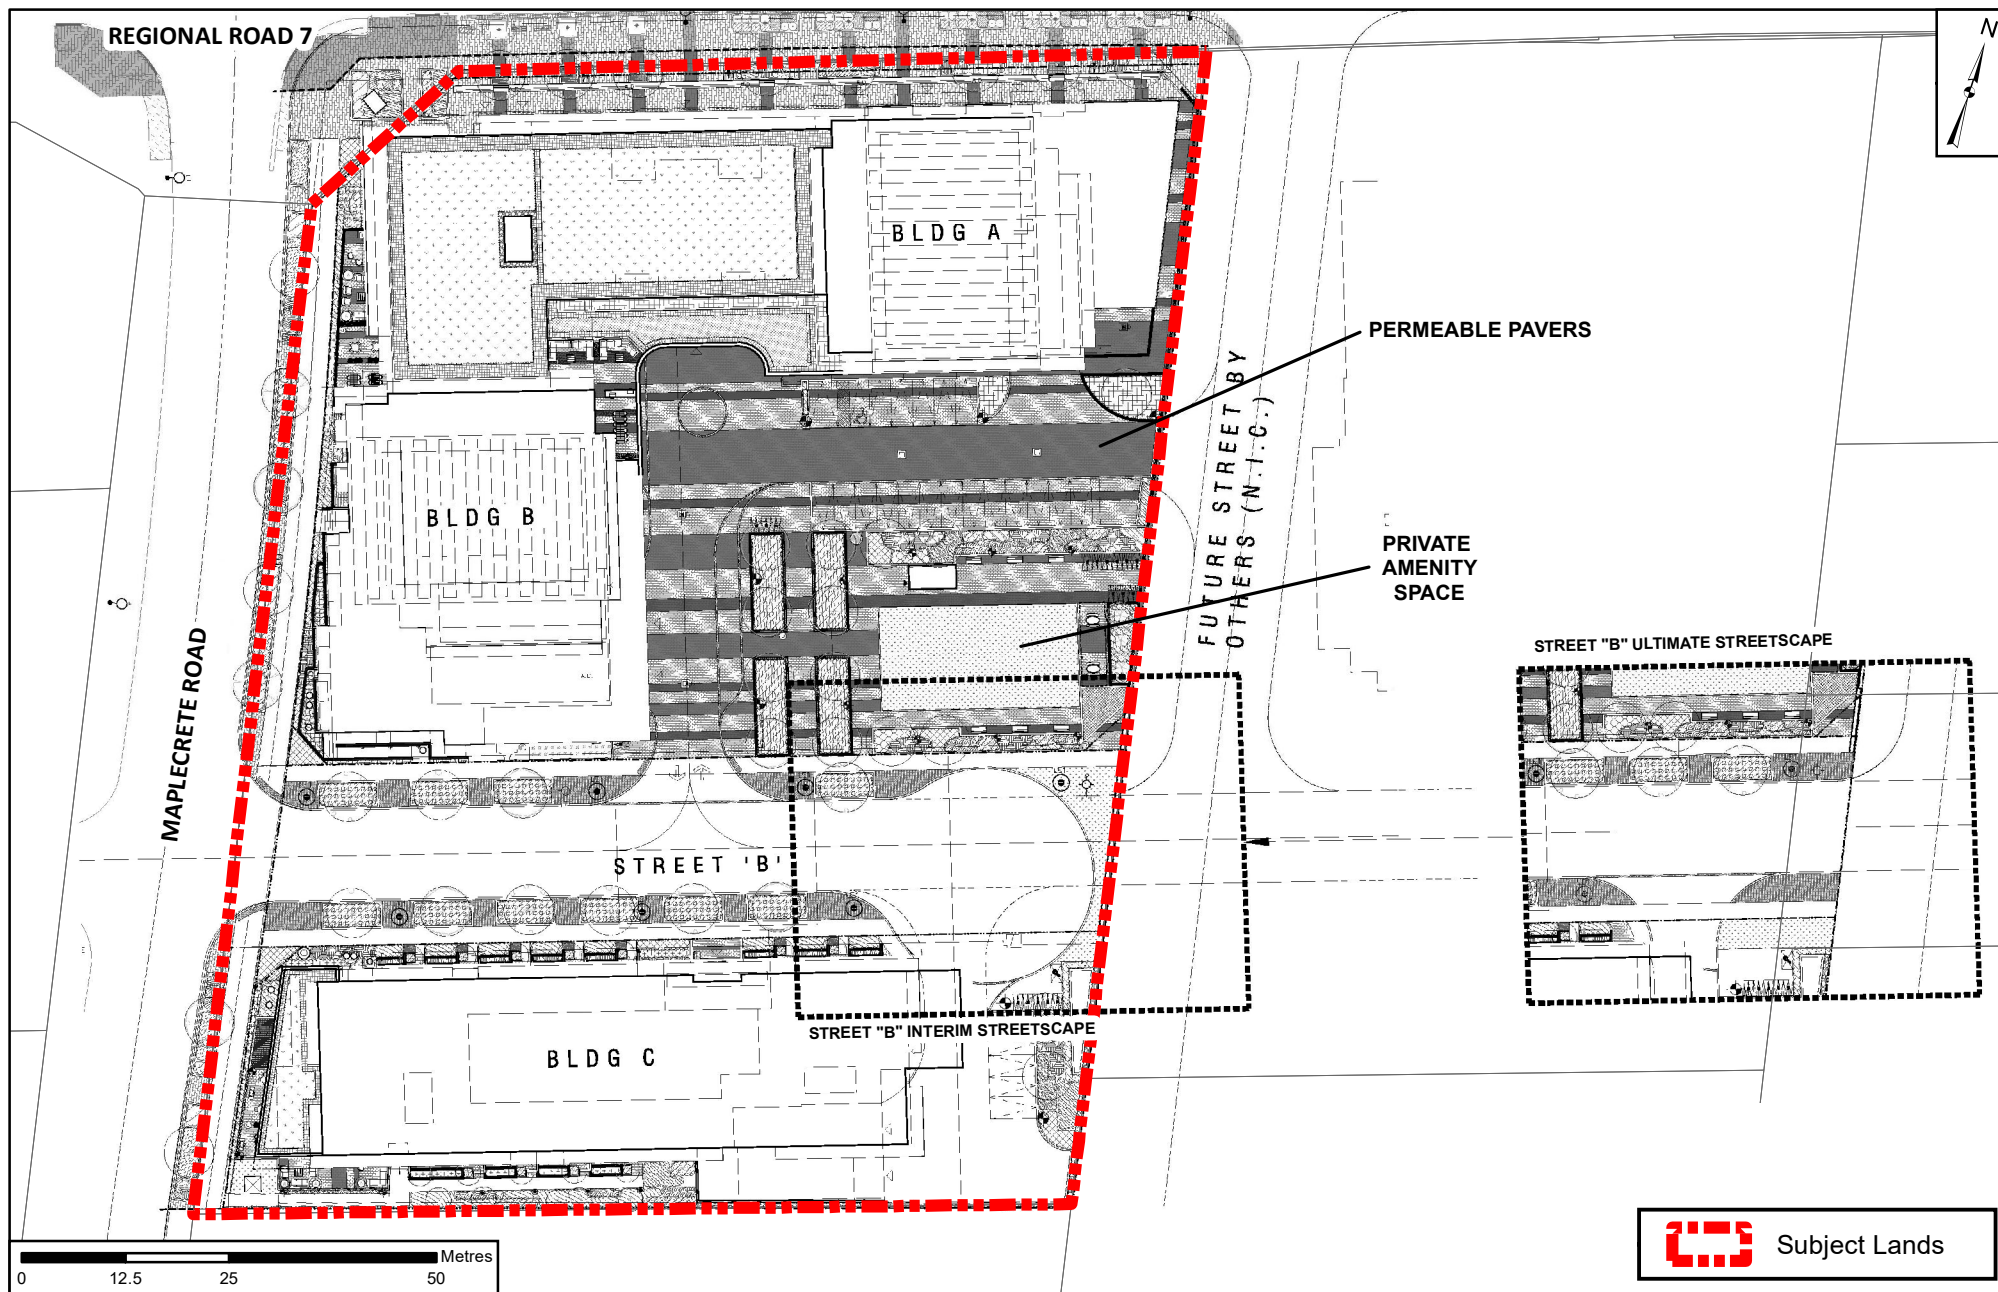 REGIONAL ROAD 7
N
BLDG A
PERMEABLE PAVERS
FUTURE STREET BY
OTHERS (N.I.C.)
BLDG B
PRIVATE
AMENITY
SPACE
MAPLECRETE ROAD
STREET "B" ULTIMATE STREETSCAPE
STREET 'B'
STREET "B" INTERIM STREETSCAPE
BLDG C
Subject Lands
Metres
0 12.5 25 50